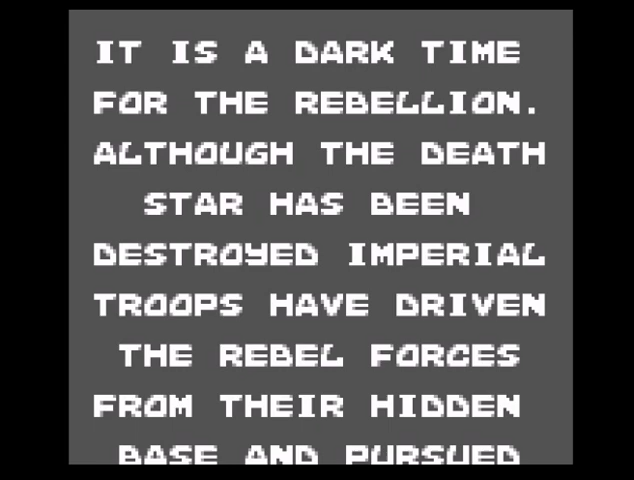 IT IS A DARK TIME
FOR THE REBELLION.
ALTHOUGH THE DEATH
STAR HAS BEEN
DESTROYED IMPERIAL
TROOPS HAVE DRIVEN
THE REBEL FORCES
FROM THEIR HIDDEN
BASE AND PURSUED